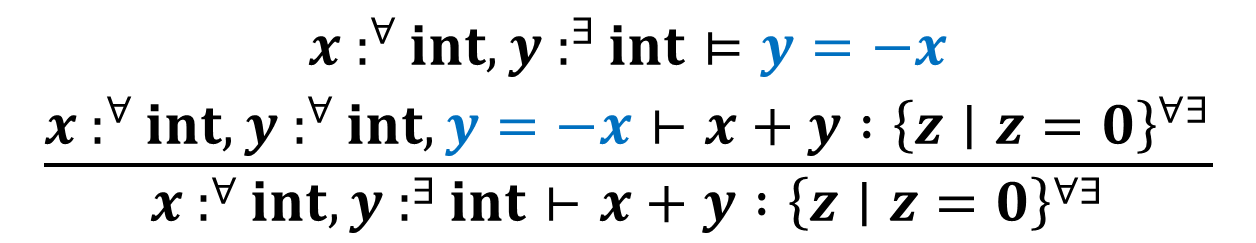 x :∀ int, y :∃ int ⊨ y = −x
x :∀ int, y :∀ int, y = −x ⊢ x + y : {z | z = 0}∀∃
x :∀ int, y :∃ int ⊢ x + y : {z | z = 0}∀∃